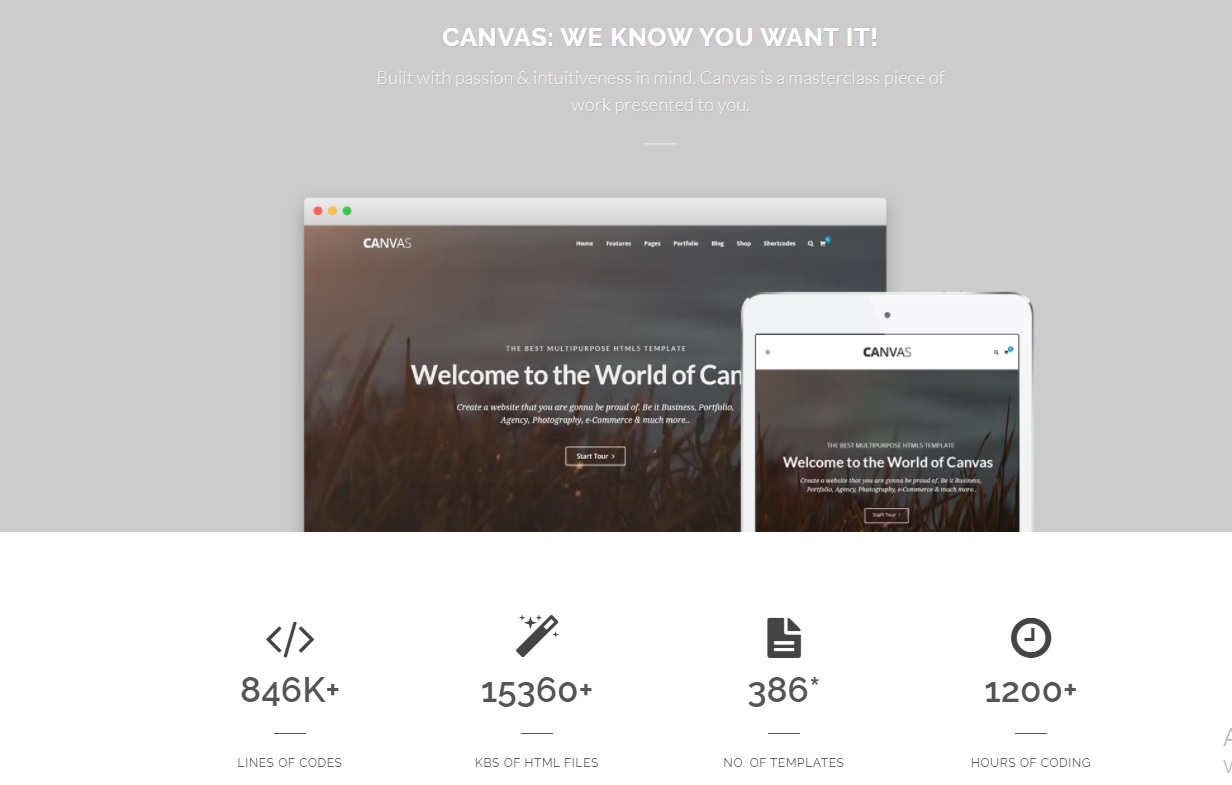 CANVAS: WE KNOW YOU WANT IT!
Built with passion & intuitiveness in mind. Canvas is a masterclass piece of
work presented to you.
CANVAS
Home Features Pages Portfolio Blog Shop Shortcodes
THE BEST MULTIPURPOSE HTML5 TEMPLATE
Welcome to the World of Can
Create a website that you are gonna be proud of. Be it Business, Portfolio,
Agency, Photography, e-Commerce & much more..
Start Tour
CANVAS
THE BEST MULTIPURPOSE HTML5 TEMPLATE
Welcome to the World of Canvas
Create a website that you are gonna be proud of. Be it Business,
Portfolio, Agency, Photography, e-Commerce & much more..
Start Tour
846K+
LINES OF CODES
15360+
KBS OF HTML FILES
386*
NO. OF TEMPLATES
1200+
HOURS OF CODING